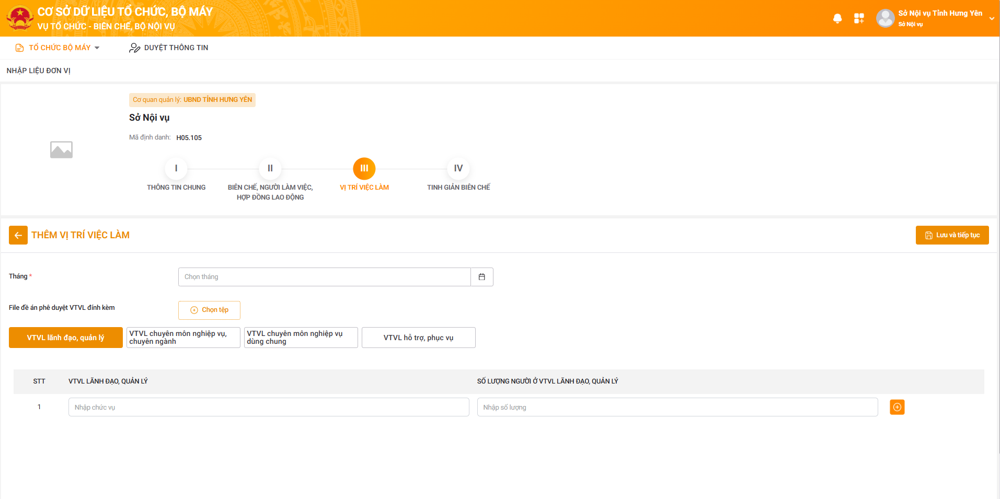 CƠ SỞ DỮ LIỆU TỔ CHỨC, BỘ MÁY
VỤ TỔ CHỨC - BIÊN CHẾ, BỘ NỘI VỤ
Sở Nội vụ Tỉnh Hưng Yên
Sở Nội vụ
TỔ CHỨC BỘ MÁY
DUYỆT THÔNG TIN
NHẬP LIỆU ĐƠN VỊ
Cơ quan quản lý: UBND TỈNH HƯNG YÊN
Sở Nội vụ
Mã định danh: H05.105
I
II
III
IV
THÔNG TIN CHUNG
BIÊN CHẾ, NGƯỜI LÀM VIỆC,
HỢP ĐỒNG LAO ĐỘNG
VỊ TRÍ VIỆC LÀM
TINH GIẢN BIÊN CHẾ
THÊM VỊ TRÍ VIỆC LÀM
Lưu và tiếp tục
Tháng *
Chọn tháng
File đề án phê duyệt VTVL đính kèm
Chọn tệp
VTVL lãnh đạo, quản lý
VTVL chuyên môn nghiệp vụ,
chuyên ngành
VTVL chuyên môn nghiệp vụ
dùng chung
VTVL hỗ trợ, phục vụ
STT
VTVL LÃNH ĐẠO, QUẢN LÝ
SỐ LƯỢNG NGƯỜI Ở VTVL LÃNH ĐẠO, QUẢN LÝ
1
Nhập chức vụ
Nhập số lượng